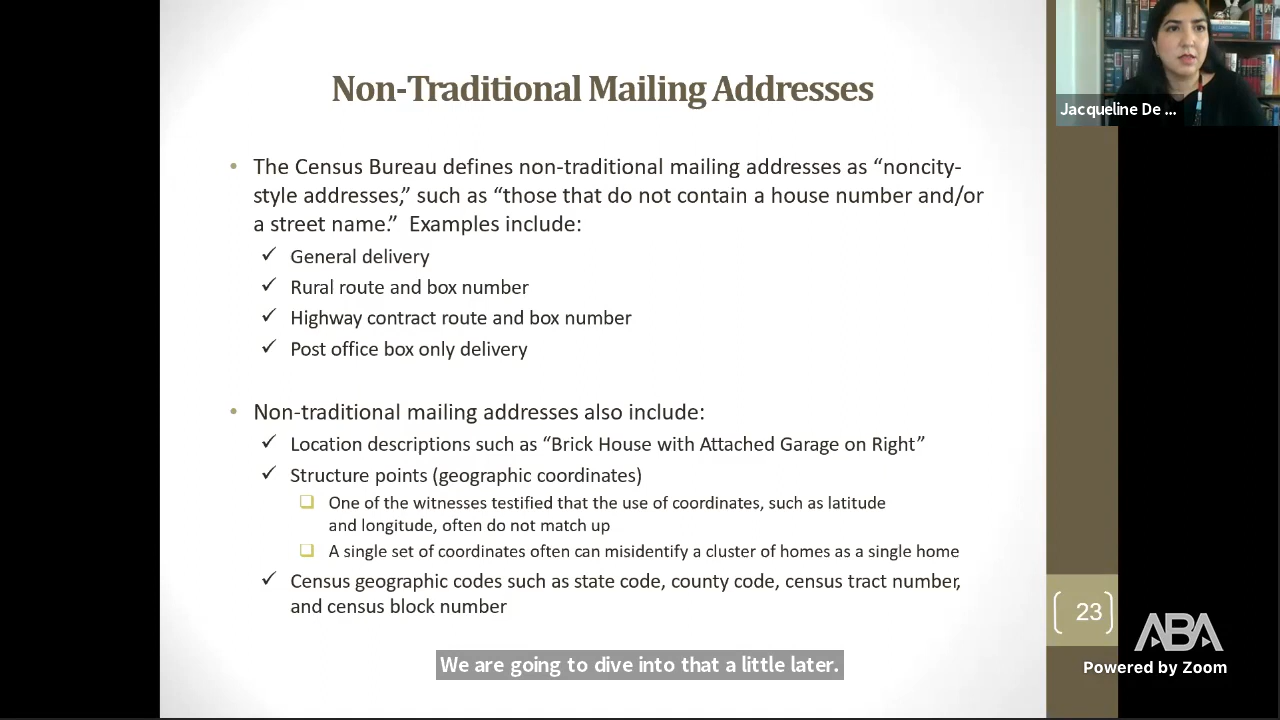 Non-Traditional Mailing Addresses
• The Census Bureau defines non-traditional mailing addresses as “noncity-
style addresses,” such as “those that do not contain a house number and/or
a street name.” Examples include:
✓ General delivery
✓ Rural route and box number
✓ Highway contract route and box number
✓ Post office box only delivery
• Non-traditional mailing addresses also include:
✓ Location descriptions such as “Brick House with Attached Garage on Right”
✓ Structure points (geographic coordinates)
❑ One of the witnesses testified that the use of coordinates, such as latitude
and longitude, often do not match up
❑ A single set of coordinates often can misidentify a cluster of homes as a single home
✓ Census geographic codes such as state code, county code, census tract number,
and census block number
We are going to dive into that a little later.
Jacqueline De ...
23
ABA
Powered by Zoom